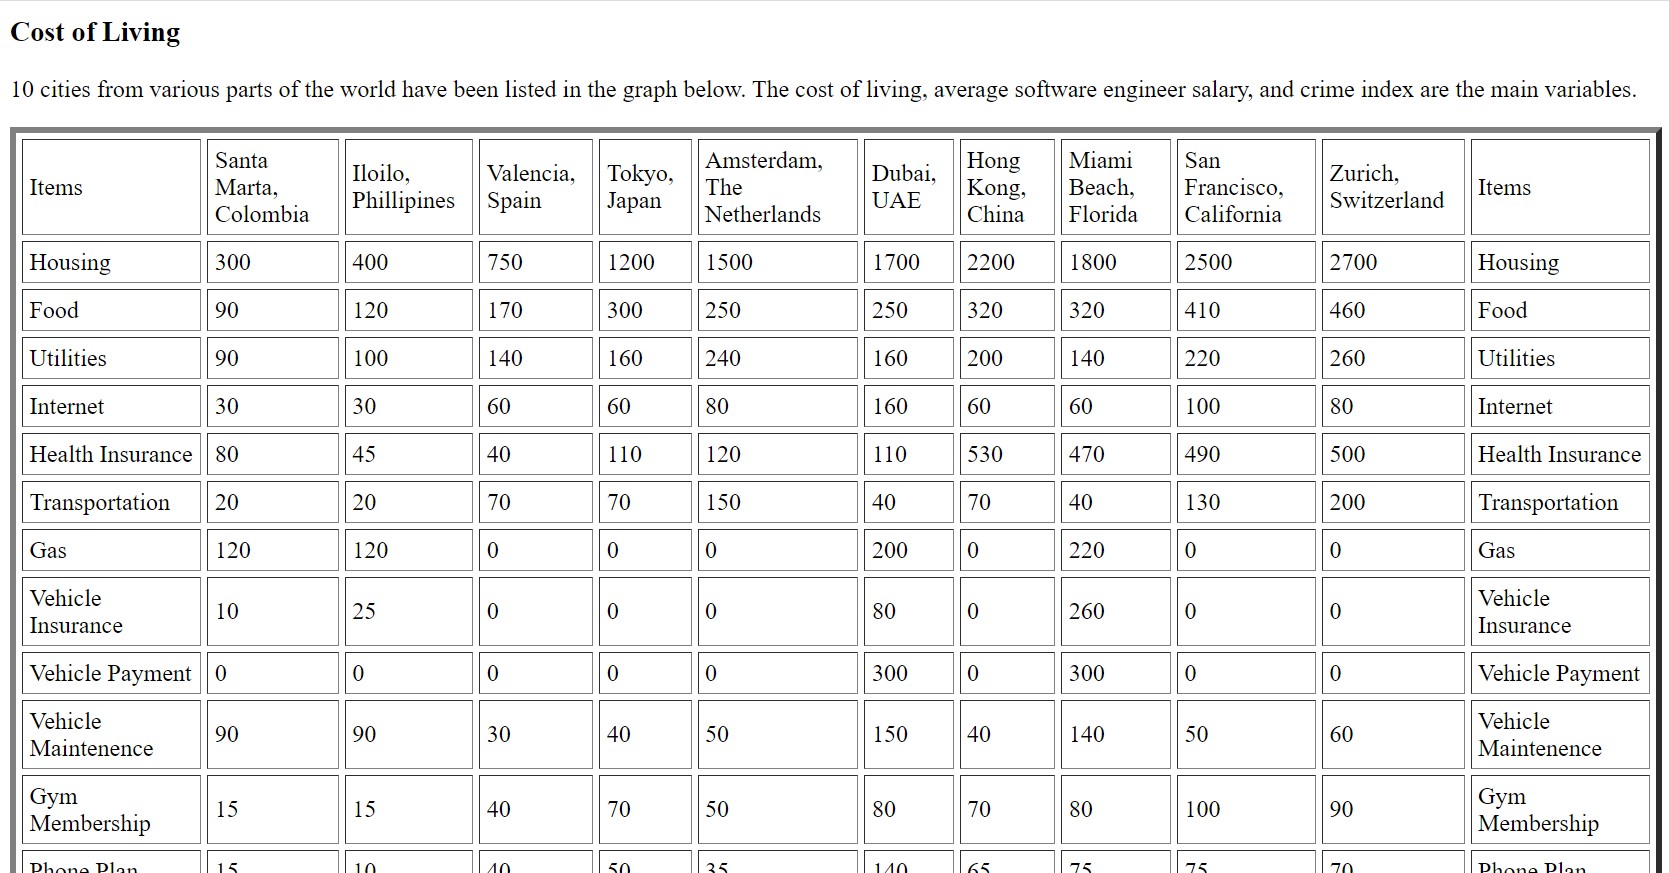 Cost of Living
10 cities from various parts of the world have been listed in the graph below. The cost of living, average software engineer salary, and crime index are the main variables.
Items Santa Marta, Colombia Iloilo, Phillipines Valencia, Spain Tokyo, Japan Amsterdam, The Netherlands Dubai, UAE Hong Kong, China Miami Beach, Florida San Francisco, California Zurich, Switzerland Items
Housing 300 400 750 1200 1500 1700 2200 1800 2500 2700 Housing
Food 90 120 170 300 250 250 320 320 410 460 Food
Utilities 90 100 140 160 240 160 200 140 220 260 Utilities
Internet 30 30 60 60 80 160 60 60 100 80 Internet
Health Insurance 80 45 40 110 120 110 530 470 490 500 Health Insurance
Transportation 20 20 70 70 150 40 70 40 130 200 Transportation
Gas 120 120 0 0 0 200 0 220 0 0 Gas
Vehicle Insurance 10 25 0 0 0 80 0 260 0 0 Vehicle Insurance
Vehicle Payment 0 0 0 0 0 300 0 300 0 0 Vehicle Payment
Vehicle Maintenence 90 90 30 40 50 150 40 140 50 60 Vehicle Maintenence
Gym Membership 15 15 40 70 50 80 70 80 100 90 Gym Membership
Phone Plan 15 10 40 50 35 140 65 75 75 70 Phone Plan